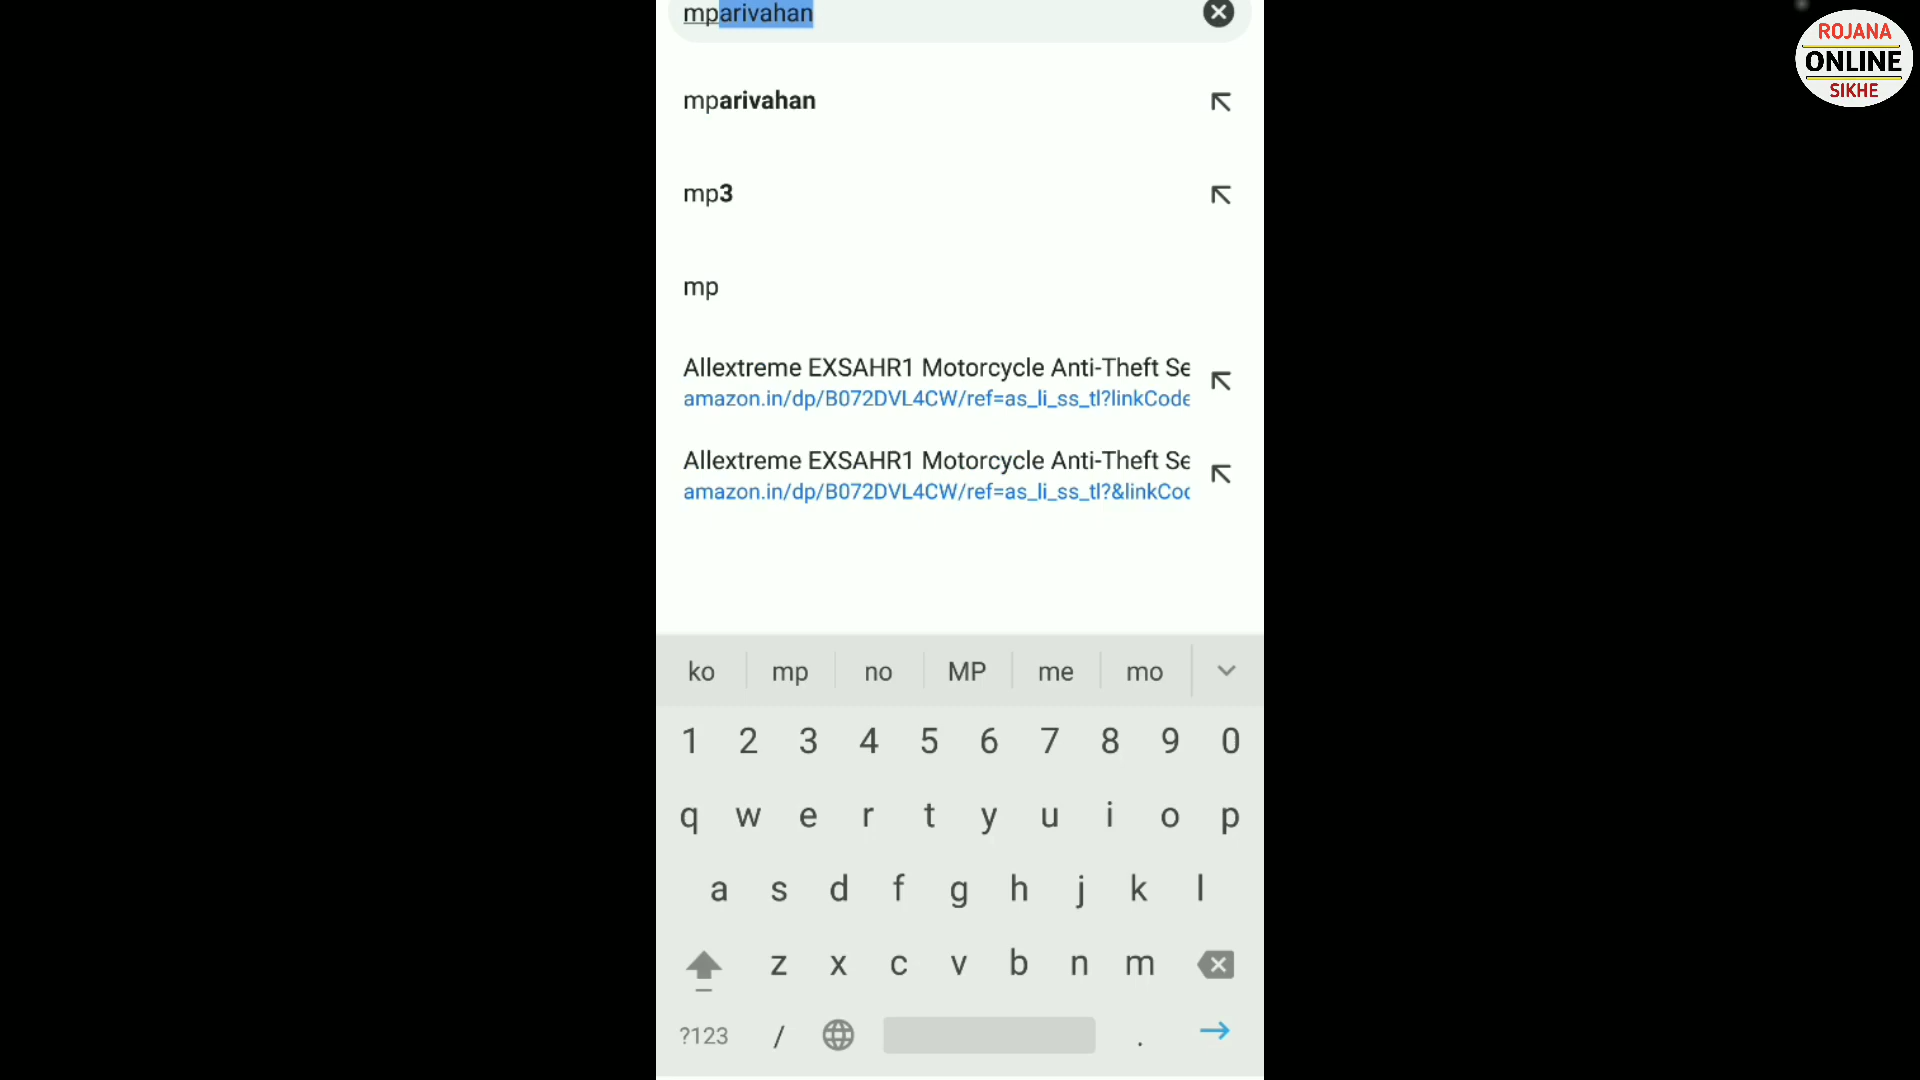 mparivahan
ROJANA
ONLINE
SIKHE
mparivahan
mp3
mp
Allextreme EXSAHR1 Motorcycle Anti-Theft Se
amazon.in/dp/B072DVL4CW/ref=as_li_ss_tl?linkCode
Allextreme EXSAHR1 Motorcycle Anti-Theft Se
amazon.in/dp/B072DVL4CW/ref=as_li_ss_tl?&linkCod
ko mp no MP me mo
1 2 3 4 5 6 7 8 9 0
q w e r t y u i o p
a s d f g h j k l
z x c v b n m
?123 / .